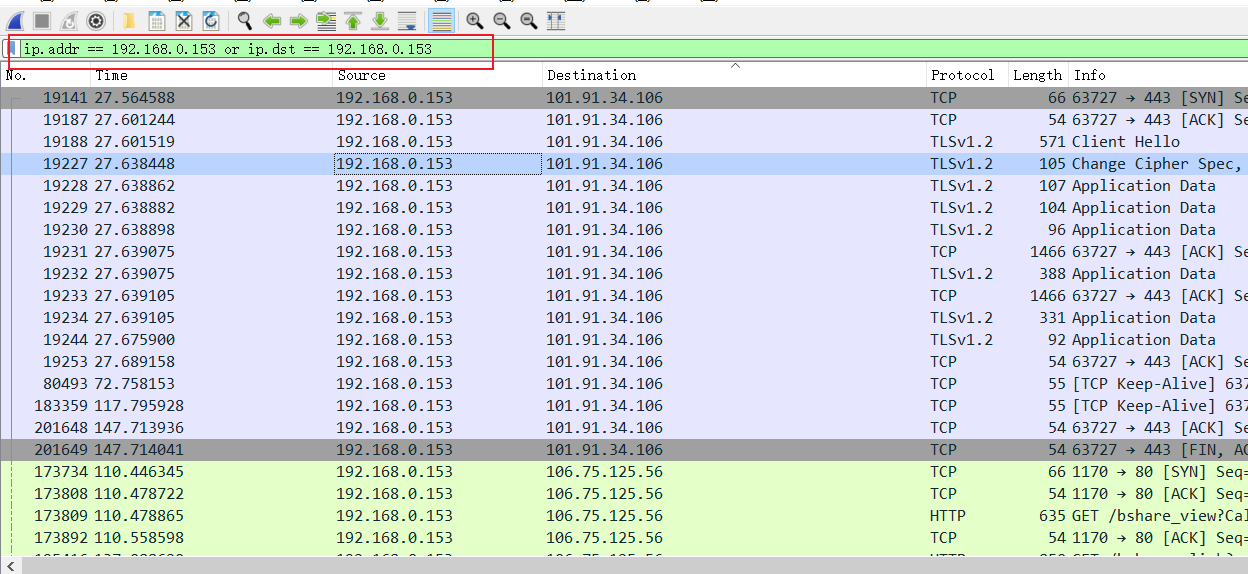 ip.addr == 192.168.0.153 or ip.dst == 192.168.0.153
No. Time Source Destination Protocol Length Info
19141 27.564588 192.168.0.153 101.91.34.106 TCP 66 63727 → 443 [SYN] Se
19187 27.601244 192.168.0.153 101.91.34.106 TCP 54 63727 → 443 [ACK] Se
19188 27.601519 192.168.0.153 101.91.34.106 TLSv1.2 571 Client Hello
19227 27.638448 192.168.0.153 101.91.34.106 TLSv1.2 105 Change Cipher Spec,
19228 27.638862 192.168.0.153 101.91.34.106 TLSv1.2 107 Application Data
19229 27.638882 192.168.0.153 101.91.34.106 TLSv1.2 104 Application Data
19230 27.638898 192.168.0.153 101.91.34.106 TLSv1.2 96 Application Data
19231 27.639075 192.168.0.153 101.91.34.106 TCP 1466 63727 → 443 [ACK] Se
19232 27.639075 192.168.0.153 101.91.34.106 TLSv1.2 388 Application Data
19233 27.639105 192.168.0.153 101.91.34.106 TCP 1466 63727 → 443 [ACK] Se
19234 27.639105 192.168.0.153 101.91.34.106 TLSv1.2 331 Application Data
19244 27.675900 192.168.0.153 101.91.34.106 TLSv1.2 92 Application Data
19253 27.689158 192.168.0.153 101.91.34.106 TCP 54 63727 → 443 [ACK] Se
80493 72.758153 192.168.0.153 101.91.34.106 TCP 55 [TCP Keep-Alive] 637
183359 117.795928 192.168.0.153 101.91.34.106 TCP 55 [TCP Keep-Alive] 637
201648 147.713936 192.168.0.153 101.91.34.106 TCP 54 63727 → 443 [ACK] Se
201649 147.714041 192.168.0.153 101.91.34.106 TCP 54 63727 → 443 [FIN, AC
173734 110.446345 192.168.0.153 106.75.125.56 TCP 66 1170 → 80 [SYN] Seq=
173808 110.478722 192.168.0.153 106.75.125.56 TCP 54 1170 → 80 [ACK] Seq=
173809 110.478865 192.168.0.153 106.75.125.56 HTTP 635 GET /bshare_view?Cal
173892 110.558598 192.168.0.153 106.75.125.56 TCP 54 1170 → 80 [ACK] Seq=